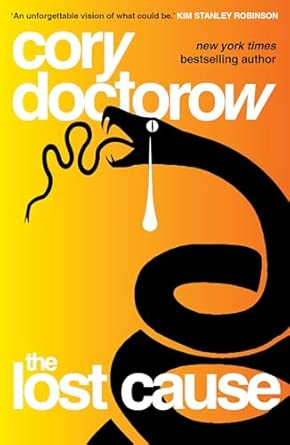 'An unforgettable vision of what could be.' KIM STANLEY ROBINSON
cory
doctorow
new york times
bestselling author
the
lost cause